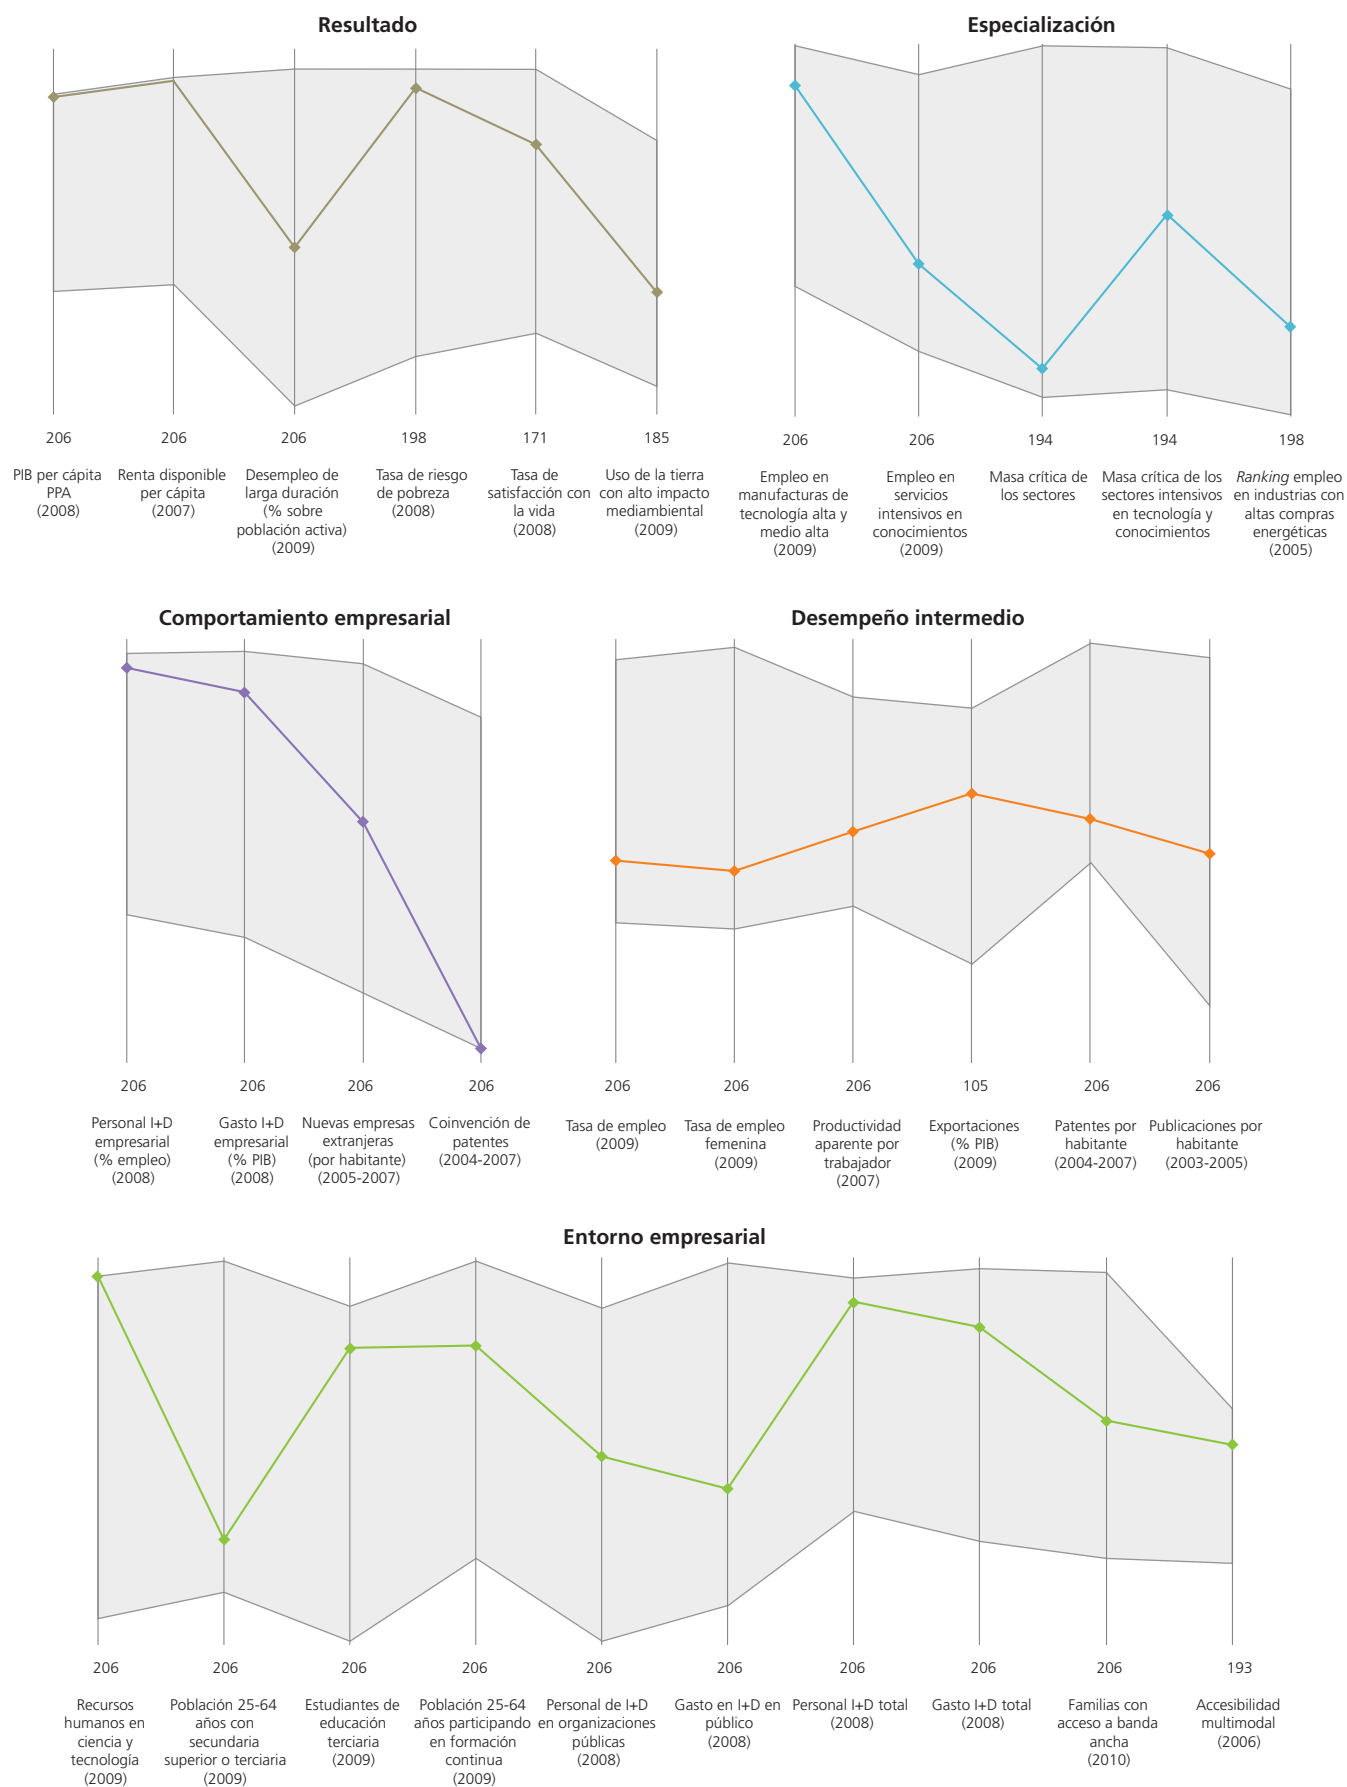 Resultado
206
206
206
198
171
185
PIB per cápita
PPA
(2008)
Renta disponible
per cápita
(2007)
Desempleo de
larga duración
(% sobre
población activa)
(2009)
Tasa de riesgo
de pobreza
(2008)
Tasa de
satisfacción con
la vida
(2008)
Uso de la tierra
con alto impacto
mediambiental
(2009)
Especialización
206
206
194
194
198
Empleo en
manufacturas de
tecnología alta y
medio alta
(2009)
Empleo en
servicios
intensivos en
conocimientos
(2009)
Masa crítica de
los sectores
Masa crítica de los
sectores intensivos
en tecnología y
conocimientos
Ranking empleo
en industrias con
altas compras
energéticas
(2005)
Comportamiento empresarial
206
206
206
206
Personal I+D
empresarial
(% empleo)
(2008)
Gasto I+D
empresarial
(% PIB)
(2008)
Nuevas empresas
extranjeras
(por habitante)
(2005-2007)
Coinvención de
patentes
(2004-2007)
Desempeño intermedio
206
206
206
105
206
206
Tasa de empleo
(2009)
Tasa de empleo
femenina
(2009)
Productividad
aparente por
trabajador
(2007)
Exportaciones
(% PIB)
(2009)
Patentes por
habitante
(2004-2007)
Publicaciones por
habitante
(2003-2005)
Entorno empresarial
206
206
206
206
206
206
206
206
206
193
Recursos
humanos en
ciencia y
tecnología
(2009)
Población 25-64
años con
secundaria
superior o terciaria
(2009)
Estudiantes de
educación
terciaria
(2009)
Población 25-64
años participando
en formación
continua
(2009)
Personal de I+D
en organizaciones
públicas
(2008)
Gasto en I+D en
público
(2008)
Personal I+D total
(2008)
Gasto I+D total
(2008)
Familias con
acceso a banda
ancha
(2010)
Accesibilidad
multimodal
(2006)